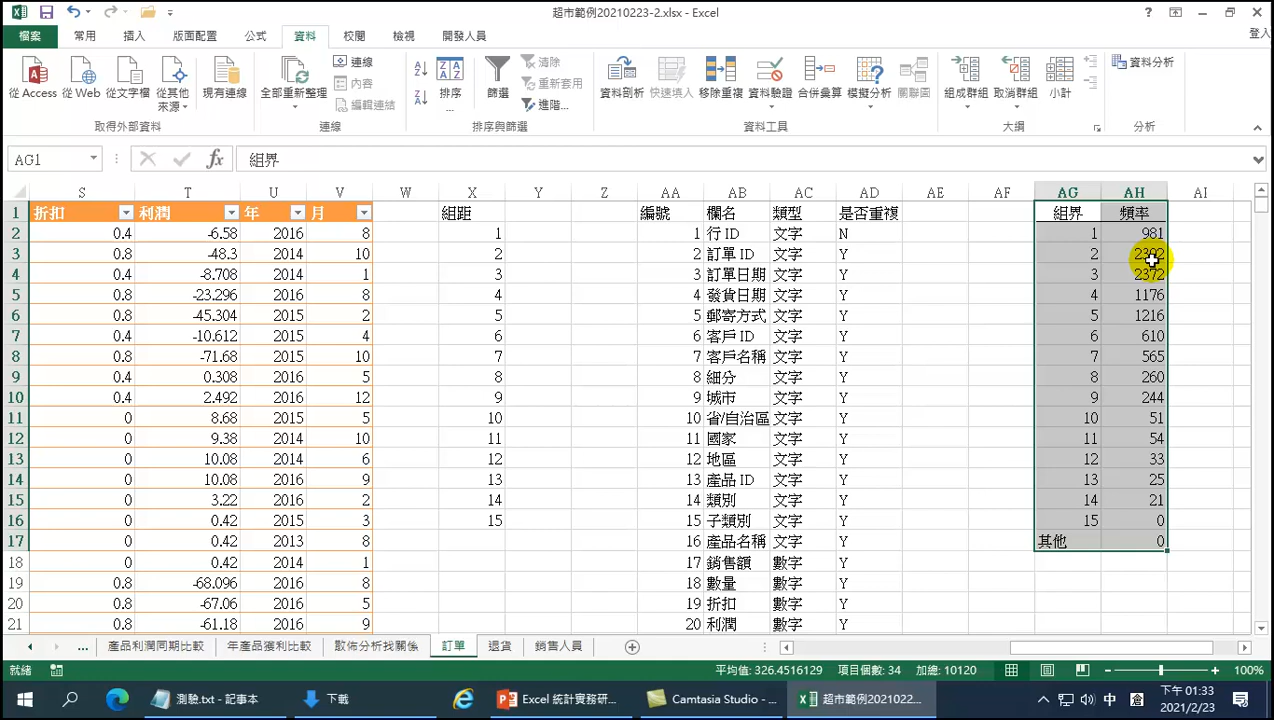 超市範例20210223-2.xlsx - Excel
檔案 常用 插入 版面配置 公式 資料 校閱 檢視 開發人員 登入
從 Access 從 Web 從文字檔 從其他來源 現有連線 全部重新整理 連線 內容 編輯連結 排序... 篩選 清除 重新套用 進階... 資料剖析 快速填入 移除重複 資料驗證 合併彙算 模擬分析 關聯圖 組成群組 取消群組 小計 資料分析
取得外部資料 連線 排序與篩選 資料工具 大綱 分析
AG1 fx 組界
S T U V W X Y Z AA AB AC AD AE AF AG AH AI
1 折扣 利潤 年 月 組距 編號 欄名 類型 是否重複 組界 頻率
2 0.4 -6.58 2016 8 1 1 行 ID 文字 N 1 981
3 0.8 -48.3 2014 10 2 2 訂單 ID 文字 Y 2
4 0.4 -8.708 2014 1 3 3 訂單日期 文字 Y 3 2372
5 0.8 -23.296 2016 8 4 4 發貨日期 文字 Y 4 1176
6 0.8 -45.304 2015 2 5 5 郵寄方式 文字 Y 5 1216
7 0.4 -10.612 2015 4 6 6 客戶 ID 文字 Y 6 610
8 0.8 -71.68 2015 10 7 7 客戶名稱 文字 Y 7 565
9 0.4 0.308 2016 5 8 8 細分 文字 Y 8 260
10 0.4 2.492 2016 12 9 9 城市 文字 Y 9 244
11 0 8.68 2015 5 10 10 省/自治區 文字 Y 10 51
12 0 9.38 2014 10 11 11 國家 文字 Y 11 54
13 0 10.08 2014 6 12 12 地區 文字 Y 12 33
14 0 10.08 2016 9 13 13 產品 ID 文字 Y 13 25
15 0 3.22 2016 2 14 14 類別 文字 Y 14 21
16 0 0.42 2015 3 15 15 子類別 文字 Y 15 0
17 0 0.42 2013 8 16 產品名稱 文字 Y 其他 0
18 0 0.42 2014 1 17 銷售額 數字 Y
19 0.8 -68.096 2016 8 18 數量 數字 Y
20 0.8 -67.06 2016 5 19 折扣 數字 Y
21 0.8 -61.18 2016 9 20 利潤 數字 Y
... 產品利潤同期比較 年產品獲利比較 散佈分析找關係 訂單 退貨 銷售人員
就緒 平均值: 326.4516129 項目個數: 34 加總: 10120 100%
測驗.txt - 記事本 下載 Excel 統計實務研... Camtasia Studio - ... 超市範例2021022... 中 下午 01:33
2021/2/23